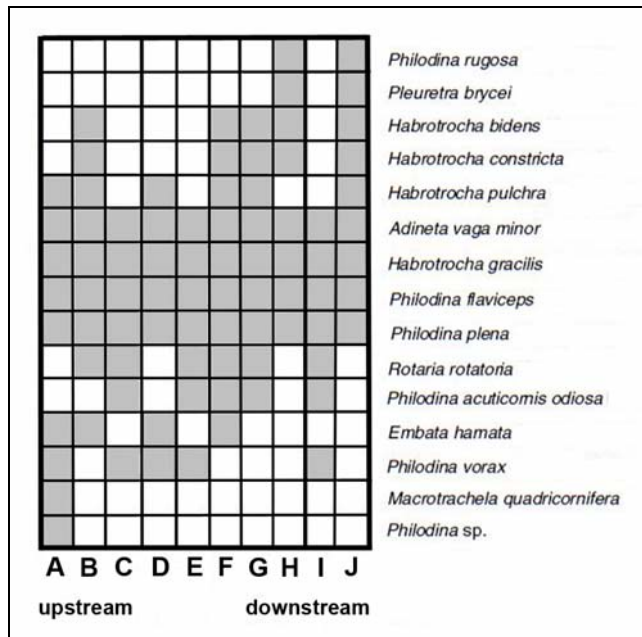 Philodina rugosa
Pleuretra brycei
Habrotrocha bidens
Habrotrocha constricta
Habrotrocha pulchra
Adineta vaga minor
Habrotrocha gracilis
Philodina flaviceps
Philodina plena
Rotaria rotatoria
Philodina acuticornis odiosa
Embata hamata
Philodina vorax
Macrotrachela quadricornifera
Philodina sp.
A B C D E F G H I J
upstream downstream